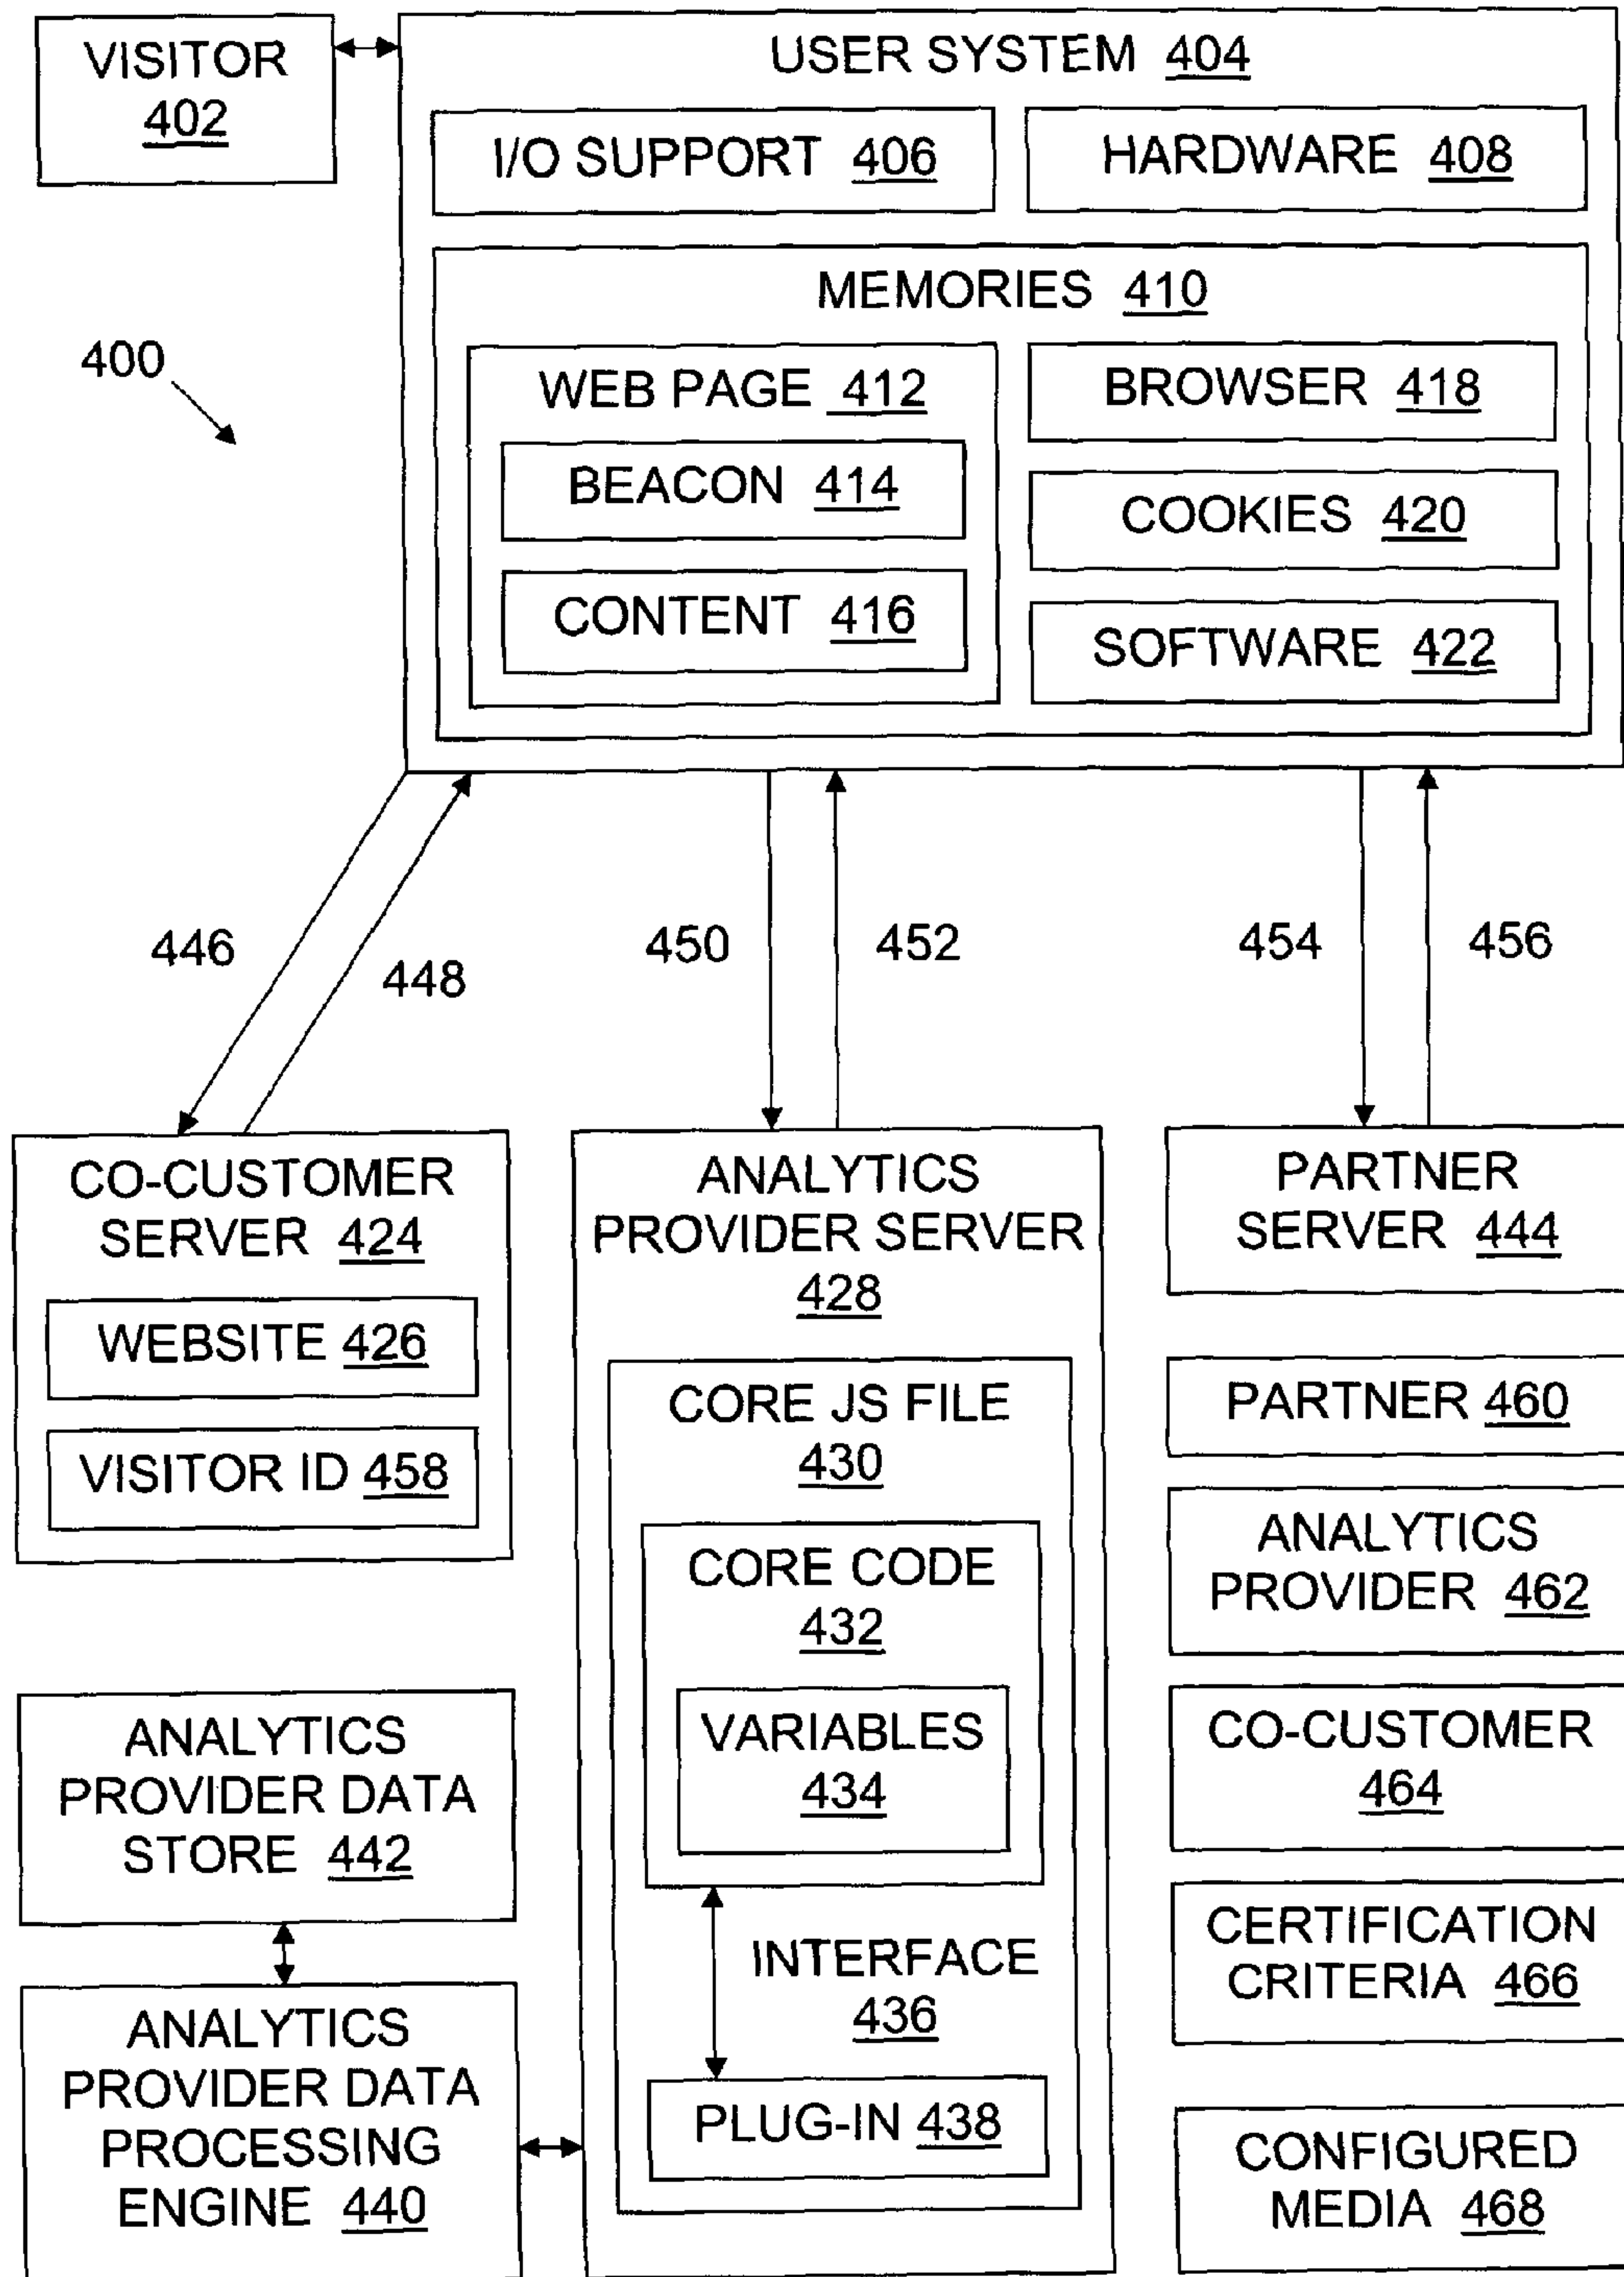 VISITOR
402
USER SYSTEM 404
I/O SUPPORT 406
HARDWARE 408
MEMORIES 410
400
WEB PAGE 412
BEACON 414
CONTENT 416
BROWSER 418
COOKIES 420
SOFTWARE 422
446
448
450
452
454
456
CO-CUSTOMER
SERVER 424
WEBSITE 426
VISITOR ID 458
ANALYTICS
PROVIDER DATA
STORE 442
ANALYTICS
PROVIDER DATA
PROCESSING
ENGINE 440
ANALYTICS
PROVIDER SERVER
428
CORE JS FILE
430
CORE CODE
432
VARIABLES
434
INTERFACE
436
PLUG-IN 438
PARTNER
SERVER 444
PARTNER 460
ANALYTICS
PROVIDER 462
CO-CUSTOMER
464
CERTIFICATION
CRITERIA 466
CONFIGURED
MEDIA 468